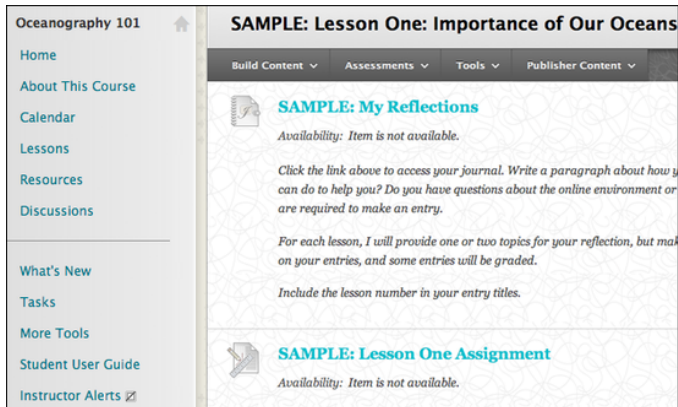 Oceanography 101
Home
About This Course
Calendar
Lessons
Resources
Discussions
What's New
Tasks
More Tools
Student User Guide
Instructor Alerts
SAMPLE: Lesson One: Importance of Our Oceans
Build Content Assessments Tools Publisher Content
SAMPLE: My Reflections
Availability: Item is not available.
Click the link above to access your journal. Write a paragraph about how
can do to help you? Do you have questions about the online environment or
are required to make an entry.
For each lesson, I will provide one or two topics for your reflection, but
on your entries, and some entries will be graded.
Include the lesson number in your entry titles.
SAMPLE: Lesson One Assignment
Availability: Item is not available.